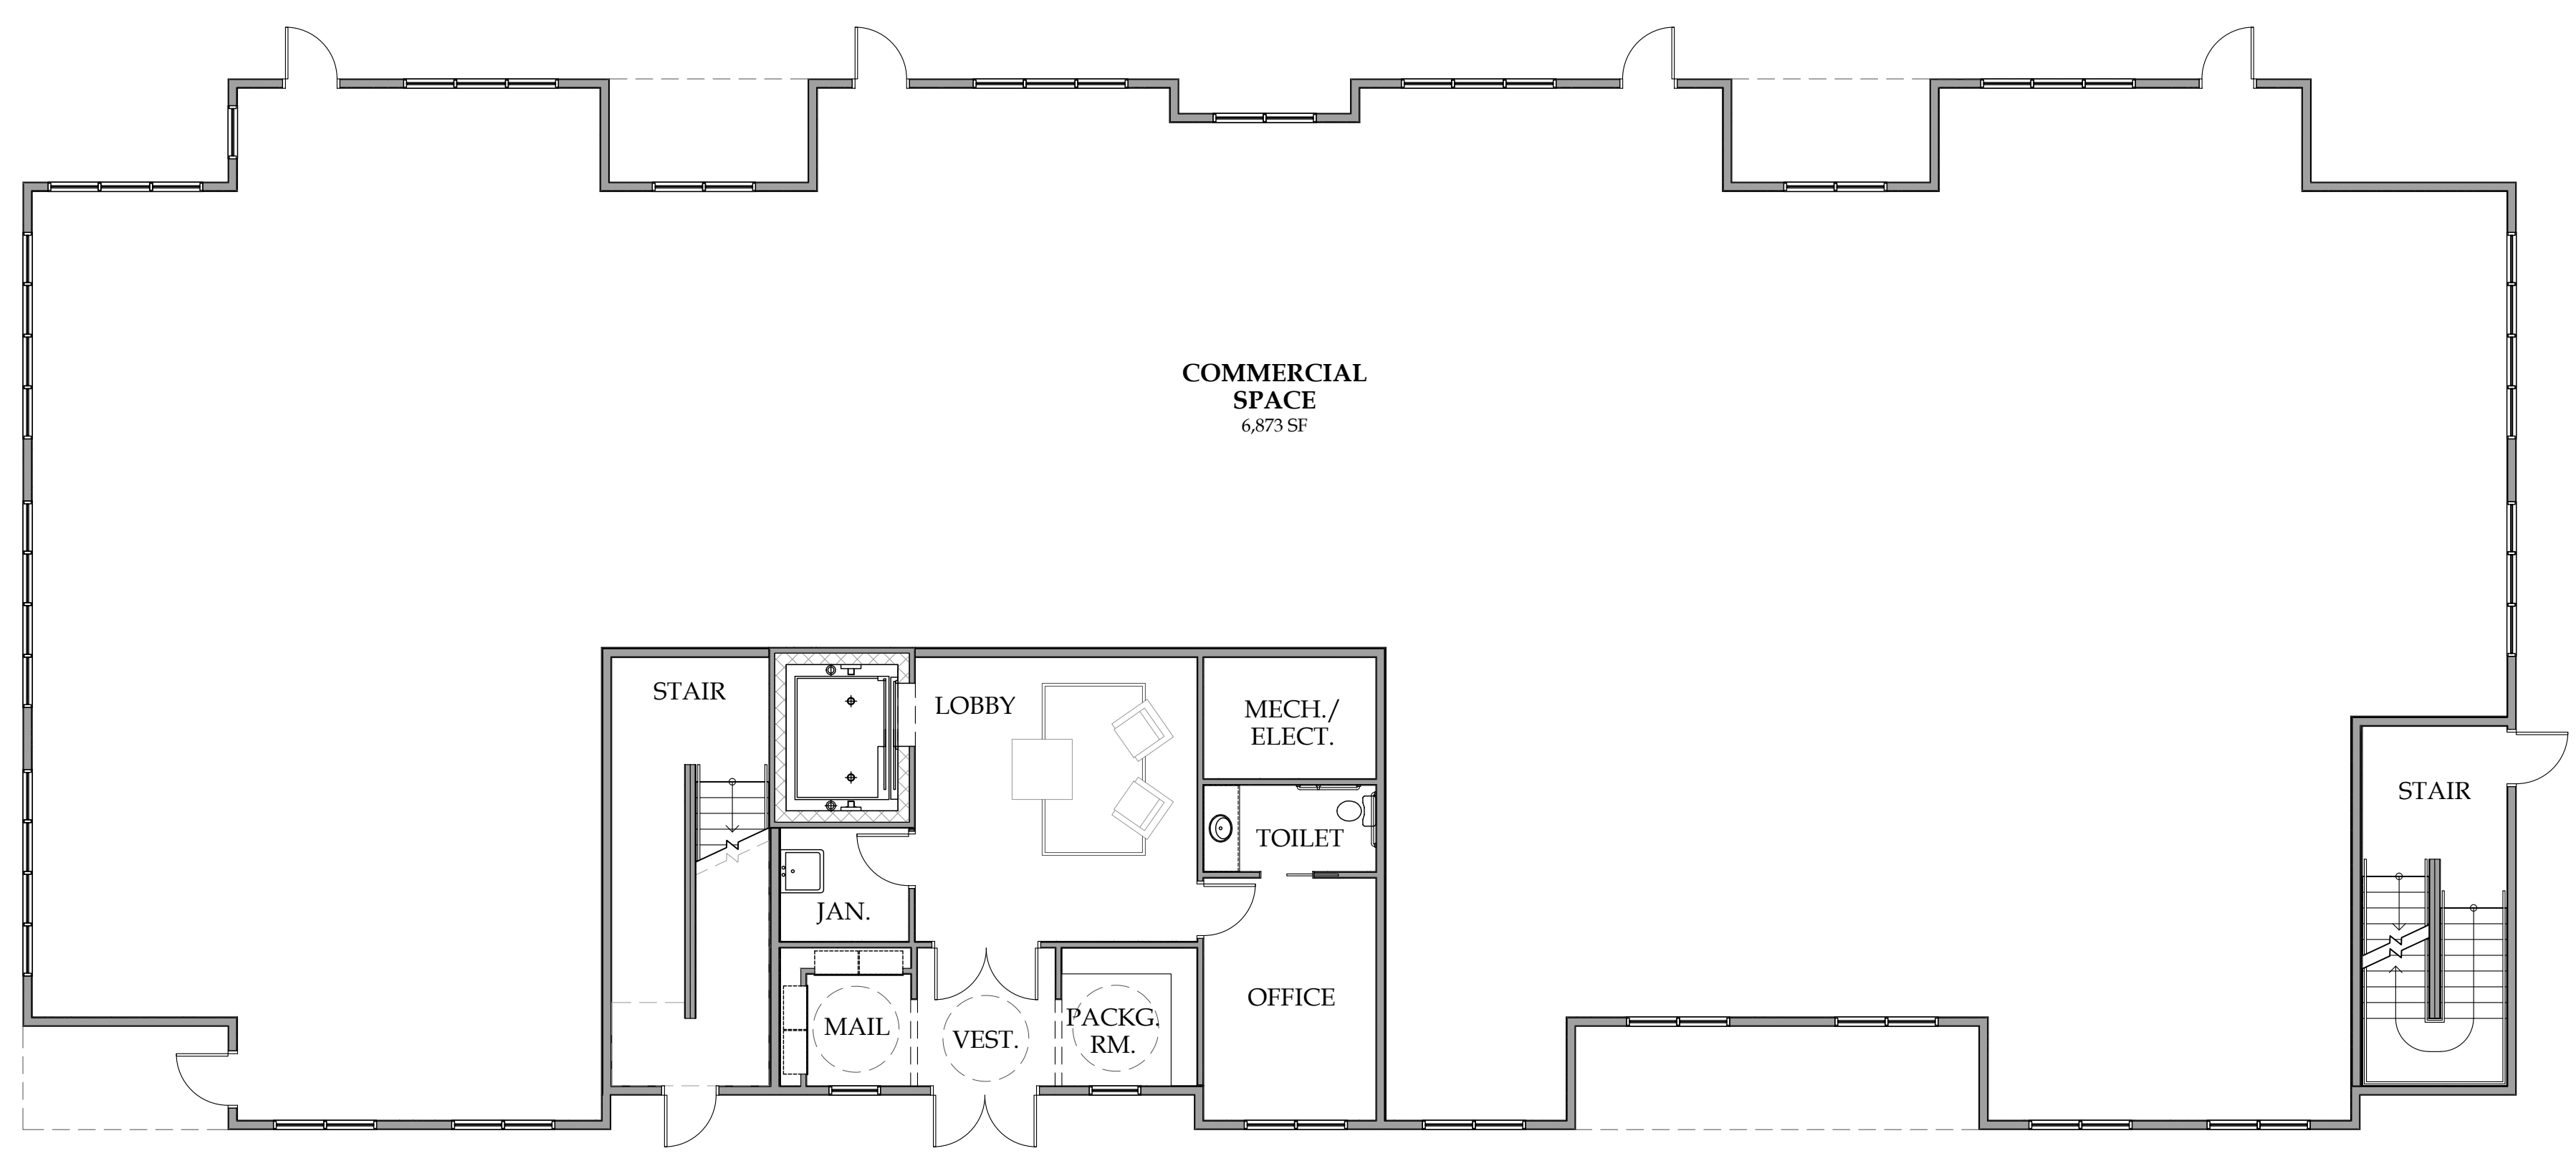 COMMERCIAL
SPACE
6,873 SF
STAIR
LOBBY
MECH./
ELECT.
TOILET
JAN.
MAIL
VEST.
PACKG.
RM.
OFFICE
STAIR